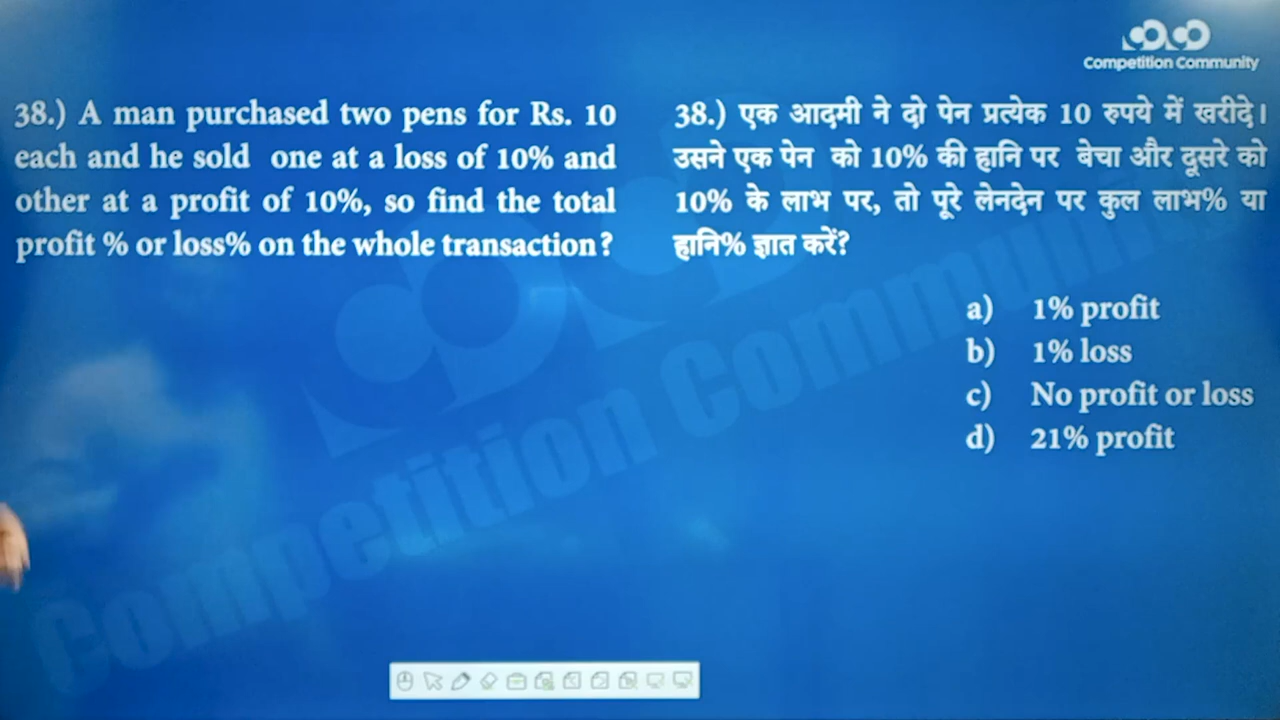 Competition Community
38.) A man purchased two pens for Rs. 10
each and he sold one at a loss of 10% and
other at a profit of 10%, so find the total
profit % or loss% on the whole transaction?
38.) एक आदमी ने दो पेन प्रत्येक 10 रुपये में खरीदे।
उसने एक पेन को 10% की हानि पर बेचा और दूसरे को
10% के लाभ पर, तो पूरे लेनदेन पर कुल लाभ% या
हानि% ज्ञात करें?
a) 1% profit
b) 1% loss
c) No profit or loss
d) 21% profit
Competition Community